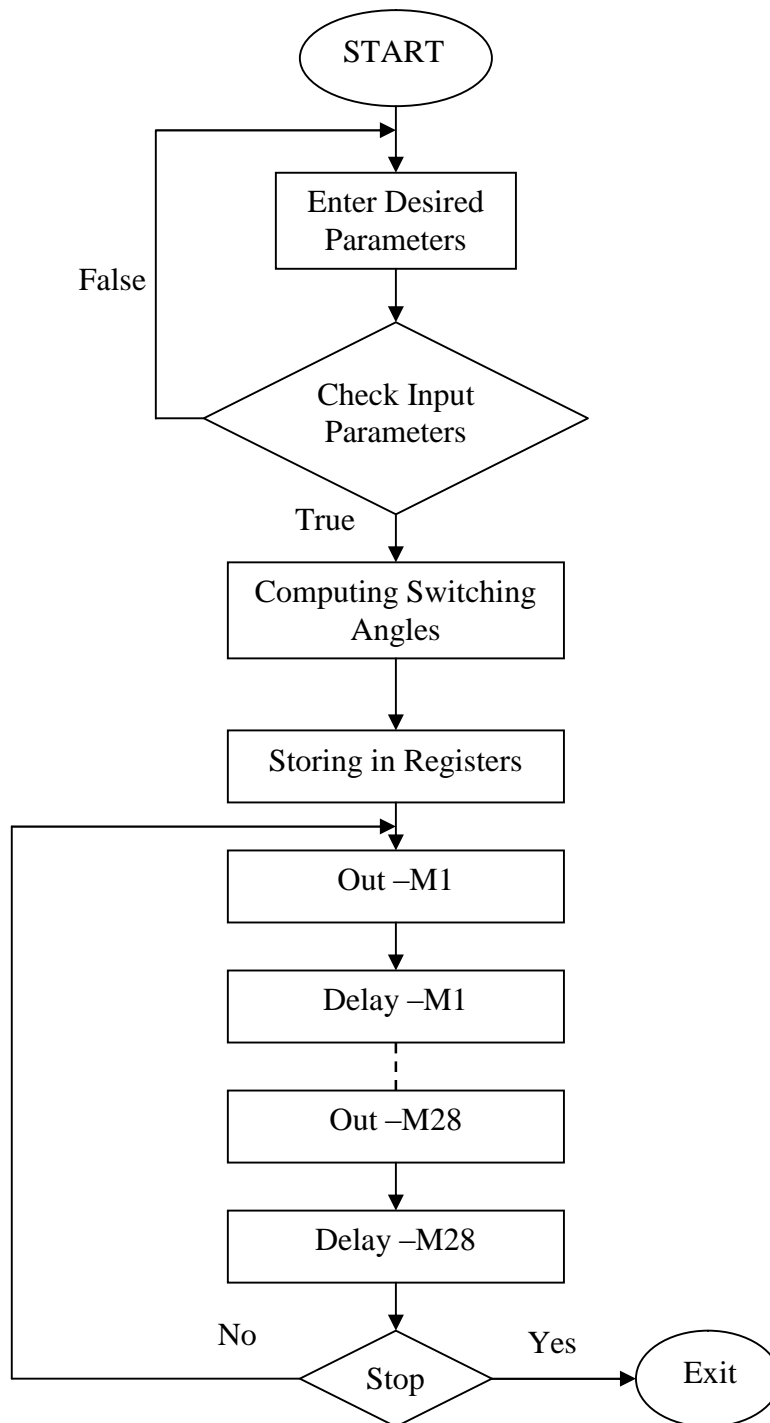 START
Enter Desired
Parameters
False
Check Input
Parameters
True
Computing Switching
Angles
Storing in Registers
Out –M1
Delay –M1
Out –M28
Delay –M28
No
Stop
Yes
Exit